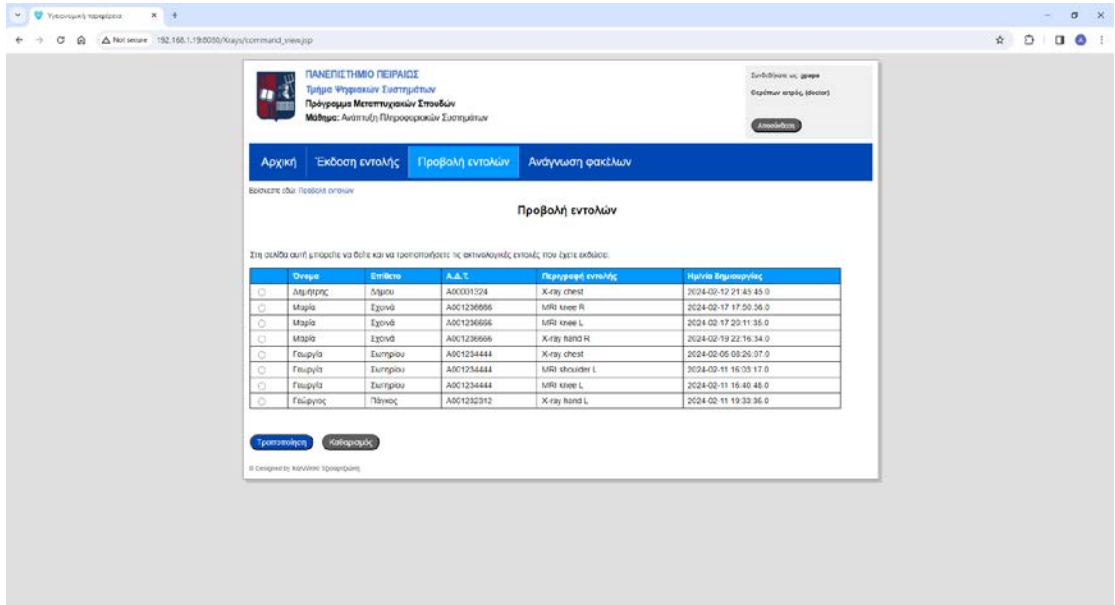 Υγειονομική περιφέρεια
Not secure 192.168.1.19:8080/Xrays/command_view.jsp
ΠΑΝΕΠΙΣΤΗΜΙΟ ΠΕΙΡΑΙΩΣ
Τμήμα Ψηφιακών Συστημάτων
Πρόγραμμα Μεταπτυχιακών Σπουδών
Μάθημα: Ανάπτυξη Πληροφοριακών Συστημάτων
Συνδεθήκατε ως
Θεράπων ιατρός, (doctor)
Αποσύνδεση
Αρχική Έκδοση εντολής Προβολή εντολών Ανάγνωση φακέλων
Βρίσκεστε εδώ: Προβολή εντολών
Προβολή εντολών
Στη σελίδα αυτή μπορείτε να δείτε και να τροποποιήσετε τις ακτινολογικές εντολές που έχετε εκδώσει:
Όνομα Επίθετο Α.Δ.Τ. Περιγραφή εντολής Ημ/νία δημιουργίας
Δημήτρης Δήμου A00001324 X-ray chest 2024-02-12 21:45:45.0
Μαρία Σχοινά A001236666 MRI knee R 2024-02-17 17:50:56.0
Μαρία Σχοινά A001236666 MRI knee L 2024-02-17 20:11:35.0
Μαρία Σχοινά A001236666 X-ray hand R 2024-02-19 22:16:34.0
Γεωργία Σωτηρίου A001234444 X-ray chest 2024-02-05 08:26:07.0
Γεωργία Σωτηρίου A001234444 MRI shoulder L 2024-02-11 16:03:17.0
Γεωργία Σωτηρίου A001234444 MRI knee L 2024-02-11 16:40:48.0
Γεώργιος Πάγκος A001232312 X-ray hand L 2024-02-11 19:33:36.0
Τροποποίηση Καθαρισμός
© Designed by